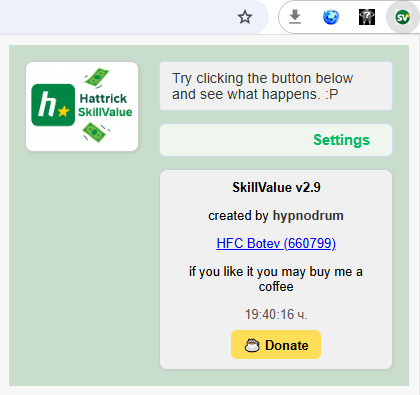 SV
h
Hattrick
SkillValue
Try clicking the button below
and see what happens. :P
Settings
SkillValue v2.9
created by hypnodrum
HFC Botev (660799)
if you like it you may buy me a
coffee
19:40:16 ч.
Donate